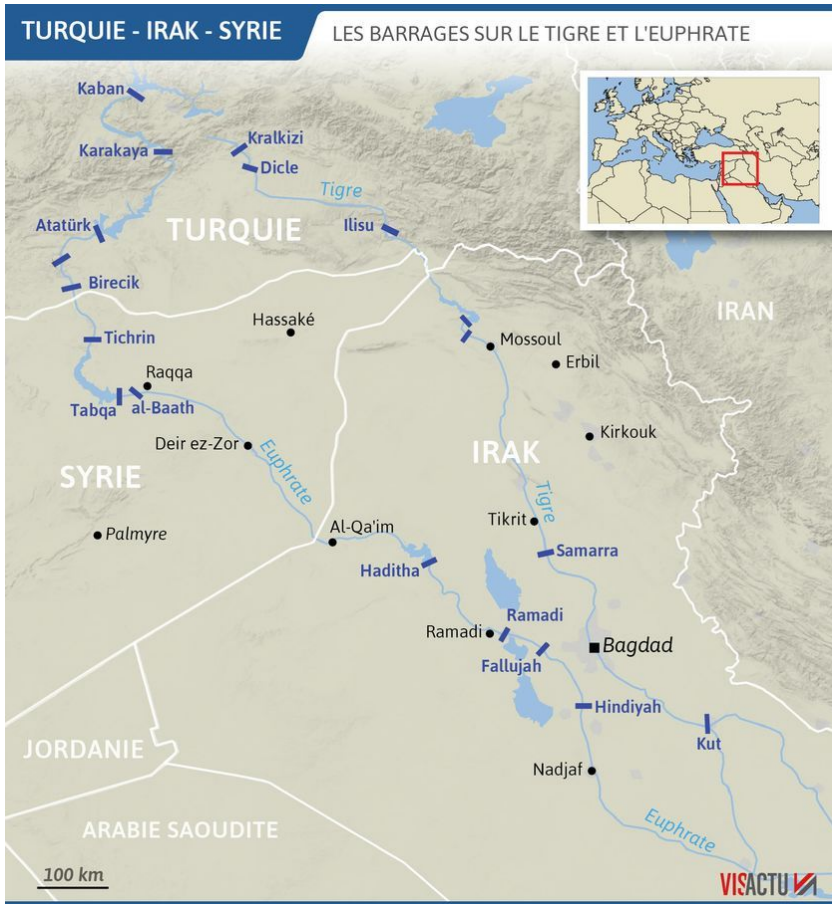 TURQUIE - IRAK - SYRIE
LES BARRAGES SUR LE TIGRE ET L'EUPHRATE
Kaban
Karakaya
Kralkizi
Dicle
Tigre
Atatürk
TURQUIE
Ilisu
Birecik
IRAN
Hassaké
Tichrin
Mossoul
Erbil
Raqqa
Tabqa
al-Baath
Kirkouk
Deir ez-Zor
Euphrate
IRAK
SYRIE
Tigre
Tikrit
Palmyre
Al-Qa'im
Samarra
Haditha
Ramadi
Ramadi
Bagdad
Fallujah
Hindiyah
Kut
JORDANIE
Nadjaf
Euphrate
ARABIE SAOUDITE
100 km
VISACTU